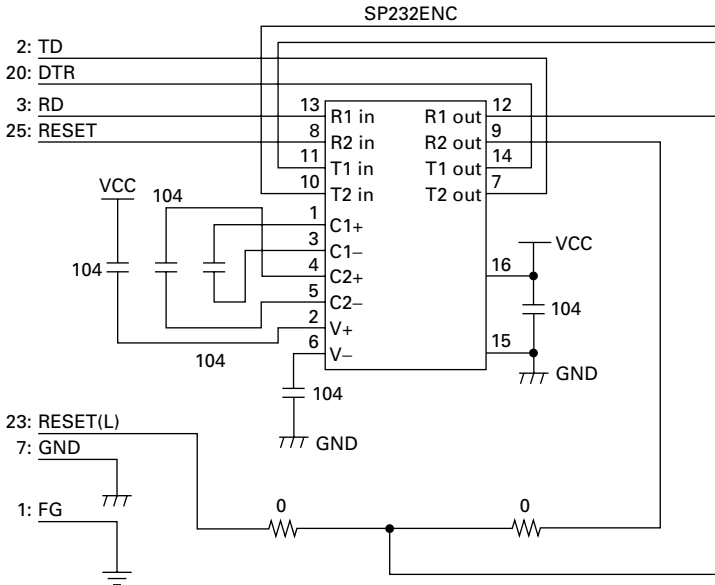 SP232ENC
2: TD
20: DTR
3: RD
25: RESET
13 R1 in R1 out 12
8 R2 in R2 out 9
11 T1 in T1 out 14
10 T2 in T2 out 7
VCC
104
1 C1+
3 C1−
104
4 C2+
5 C2−
2 V+
6 V−
104
16
VCC
104
15
GND
104
GND
23: RESET(L)
7: GND
1: FG
0
0